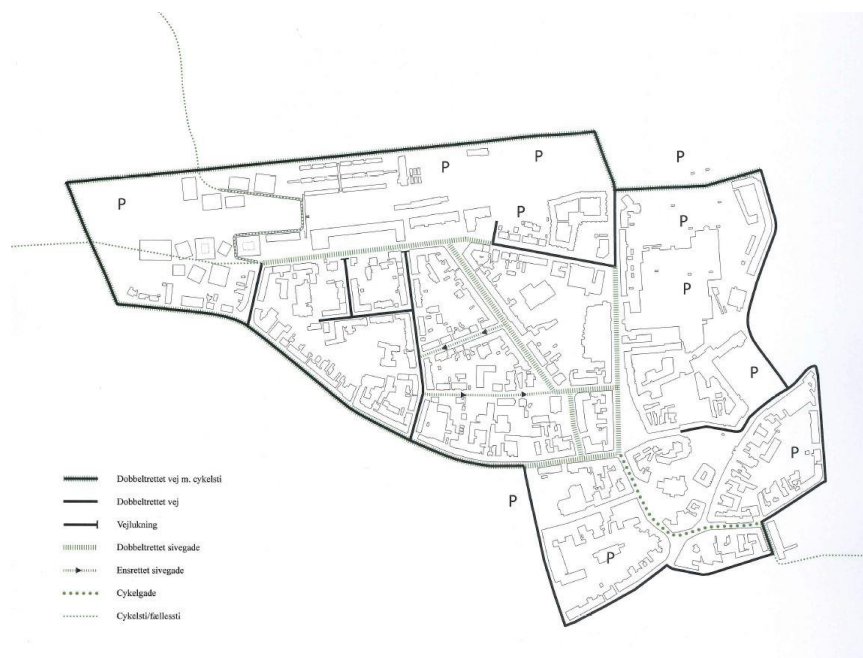 P
P
P
P
P
P
P
P
P
P
P
Dobbeltrettet vej m. cykelsti
Dobbeltrettet vej
Vejlukning
Dobbeltrettet sivegade
Ensrettet sivegade
Cykelgade
Cykelsti/fællessti